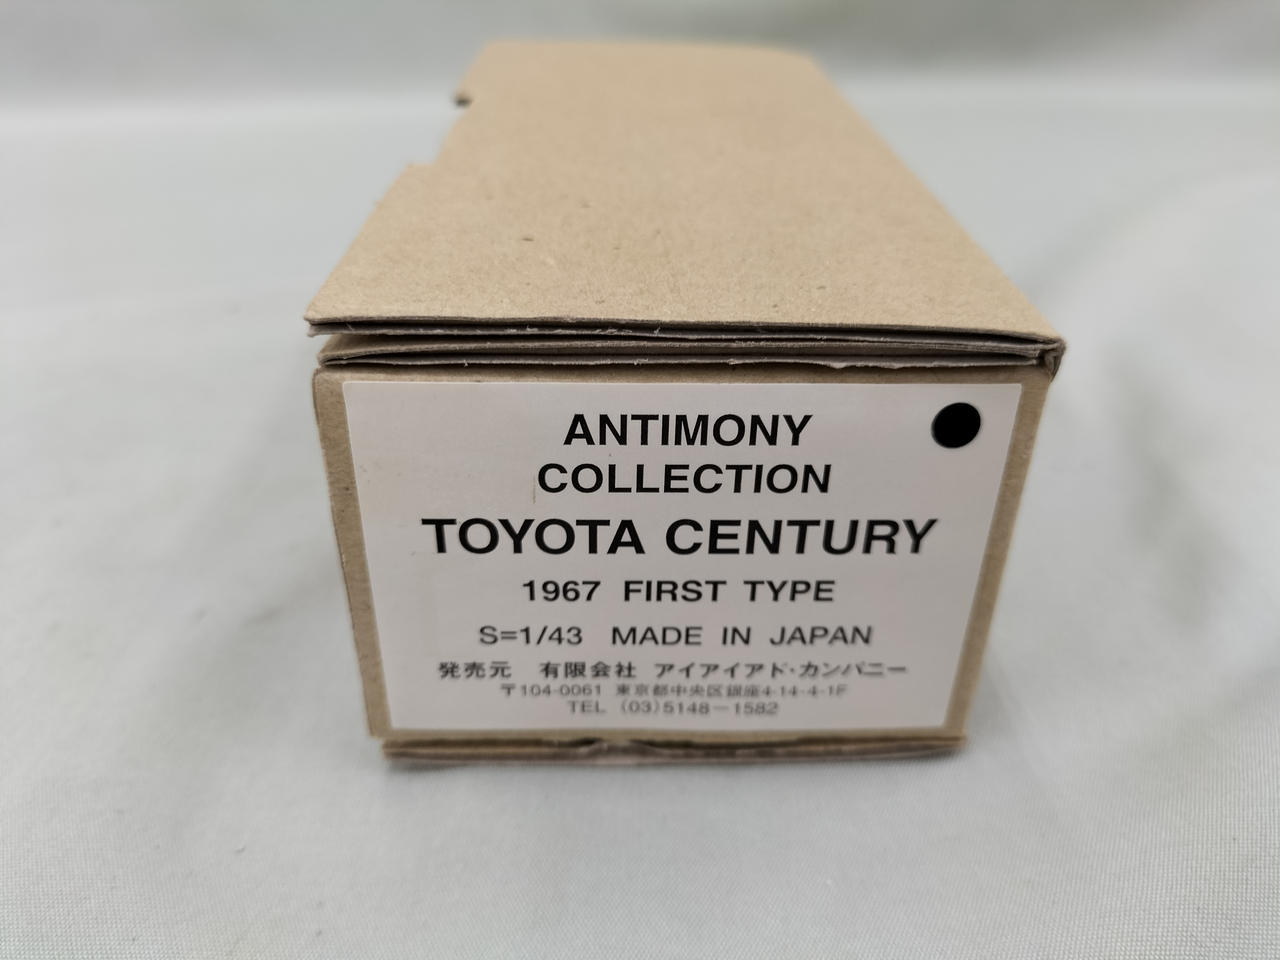 ANTIMONY
COLLECTION
TOYOTA CENTURY
1967 FIRST TYPE
S=1/43 MADE IN JAPAN
発売元 有限会社 アイアイアド・カンパニー
〒104-0061 東京都中央区銀座4-14-4-1F
TEL (03)5148-1582